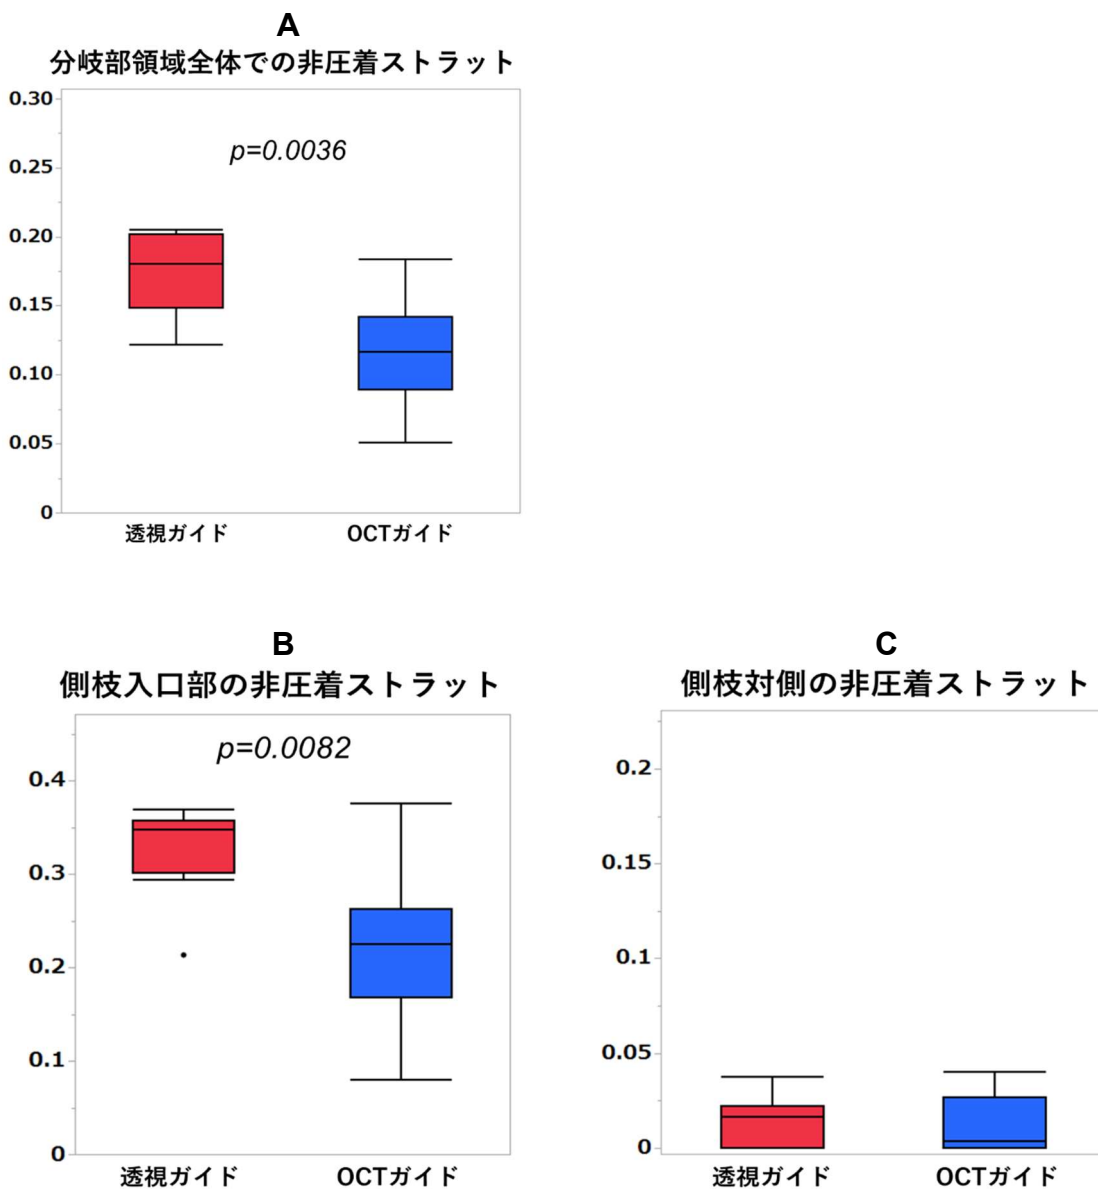 A
分岐部領域全体での非圧着ストラット
0.30
p=0.0036
0.25
0.20
0.15
0.10
0.05
0
透視ガイド OCTガイド
B
側枝入口部の非圧着ストラット
p=0.0082
0.4
0.3
0.2
0.1
0
透視ガイド OCTガイド
C
側枝対側の非圧着ストラット
0.2
0.15
0.1
0.05
0
透視ガイド OCTガイド